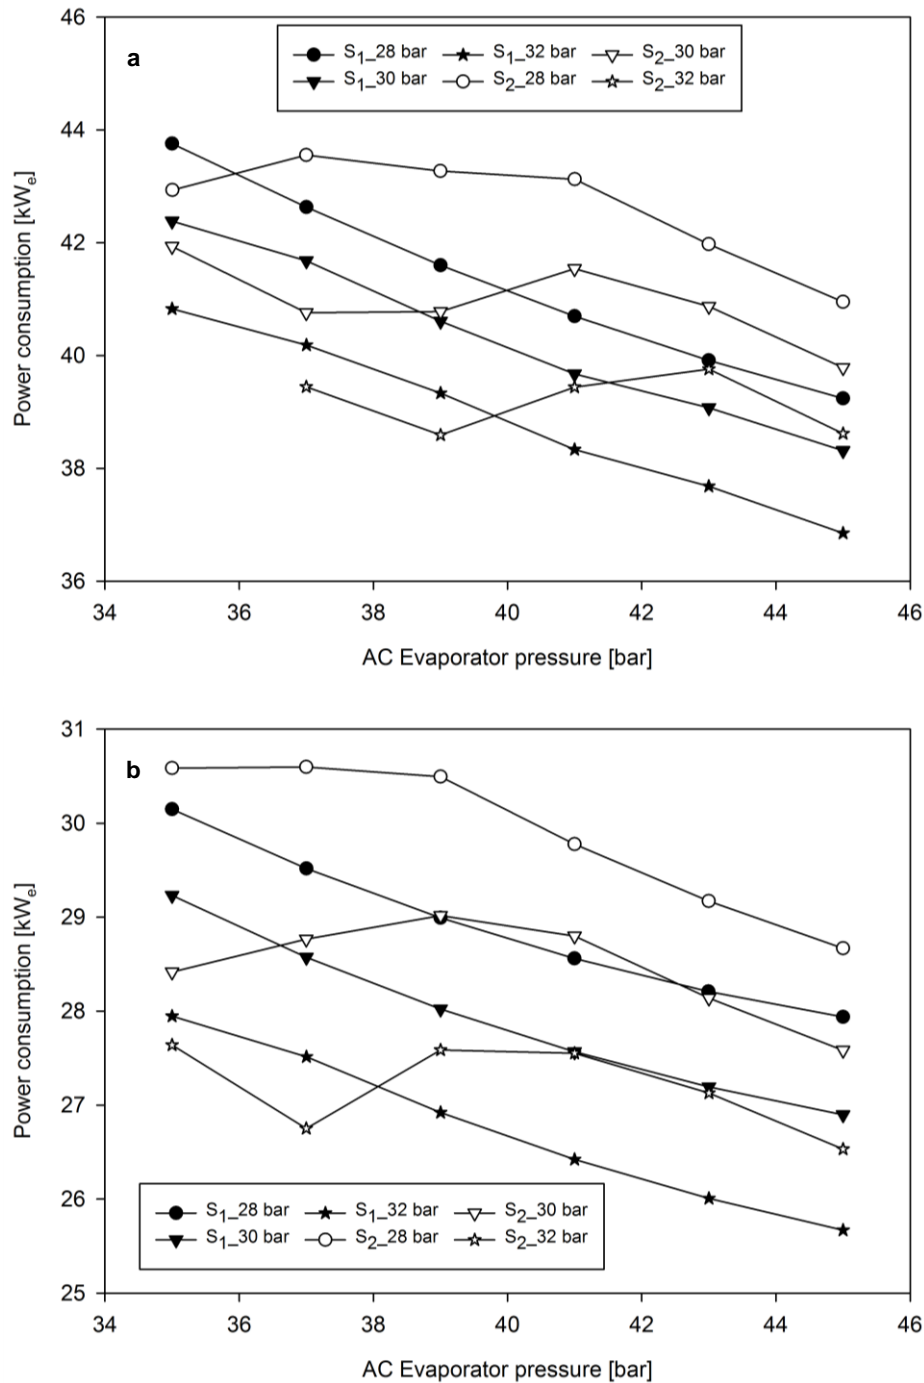 46
a
S1_28 bar S1_32 bar S2_30 bar
S1_30 bar S2_28 bar S2_32 bar
44
42
40
38
36
Power consumption [kWe]
34 36 38 40 42 44 46
AC Evaporator pressure [bar]
31
b
30
29
28
27
26
25
Power consumption [kWe]
S1_28 bar S1_32 bar S2_30 bar
S1_30 bar S2_28 bar S2_32 bar
34 36 38 40 42 44 46
AC Evaporator pressure [bar]